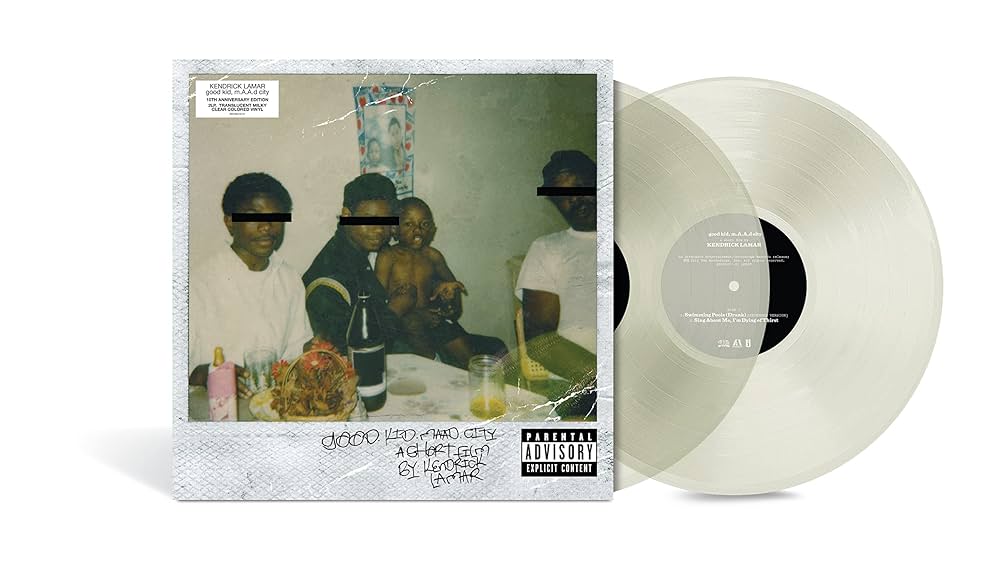 KENDRICK LAMAR
good kid, m.A.A.d city
10TH ANNIVERSARY EDITION
2LP, TRANSLUCENT MILKY
CLEAR COLORED VINYL
GOOD KID. MAAD. CITY
A SHORT FILM
BY. KENDRICK
LAMAR
PARENTAL
ADVISORY
EXPLICIT CONTENT
good kid, m.A.A.d city
KENDRICK LAMAR
Swimming Pools (Drank)
Sing About Me, I'm Dying of Thirst